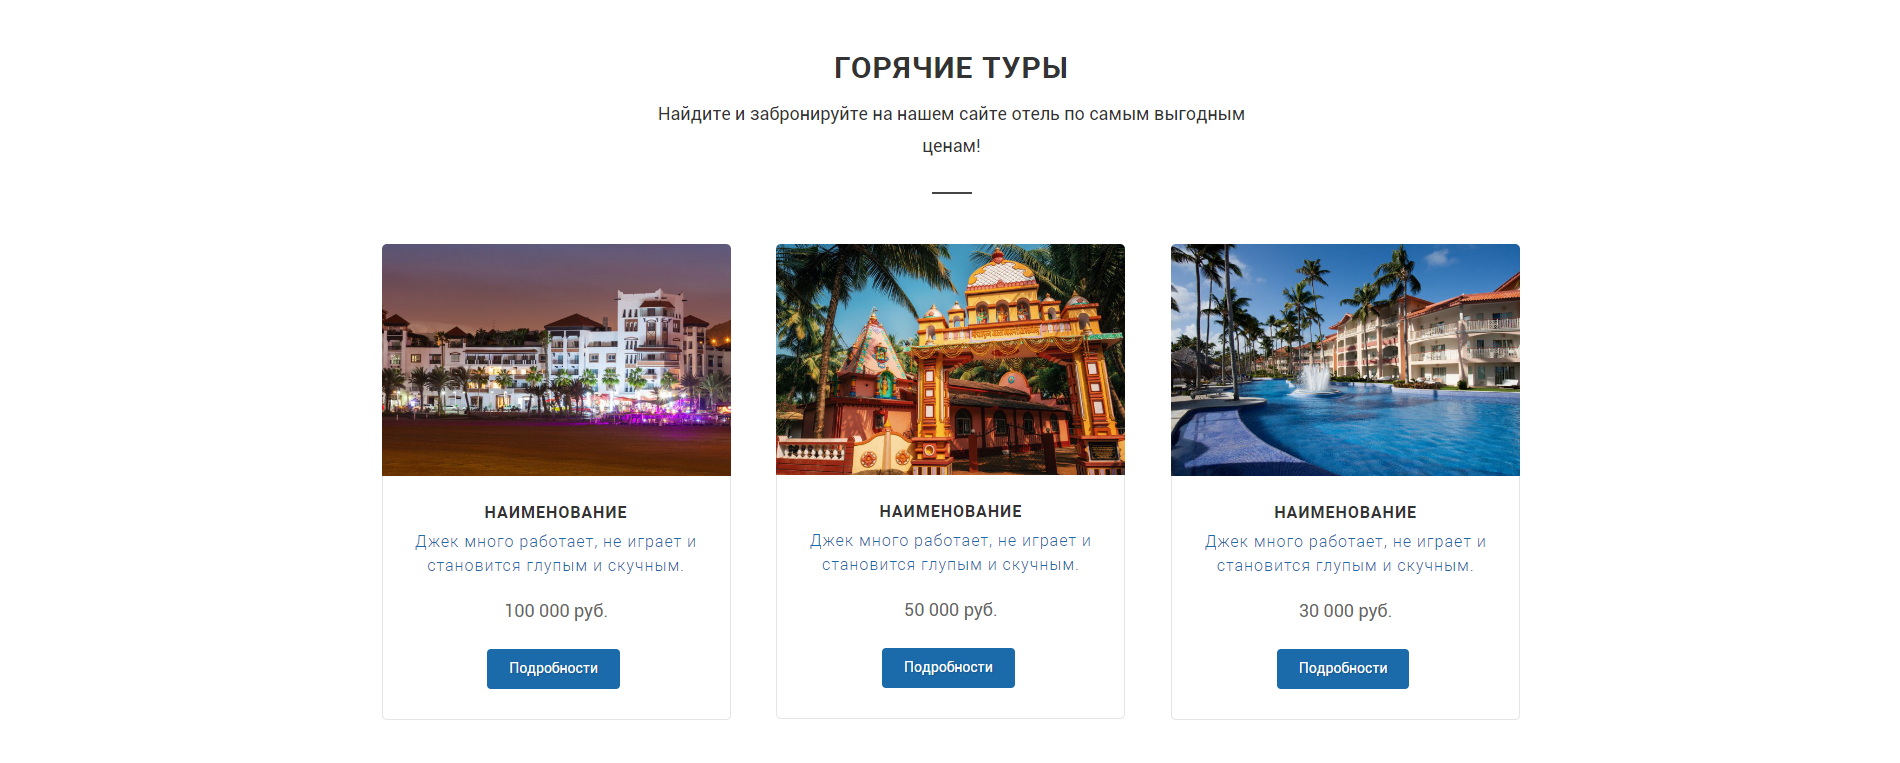 ГОРЯЧИЕ ТУРЫ
Найдите и забронируйте на нашем сайте отель по самым выгодным
ценам!
НАИМЕНОВАНИЕ
Джек много работает, не играет и
становится глупым и скучным.
100 000 руб.
Подробности
НАИМЕНОВАНИЕ
Джек много работает, не играет и
становится глупым и скучным.
50 000 руб.
Подробности
НАИМЕНОВАНИЕ
Джек много работает, не играет и
становится глупым и скучным.
30 000 руб.
Подробности